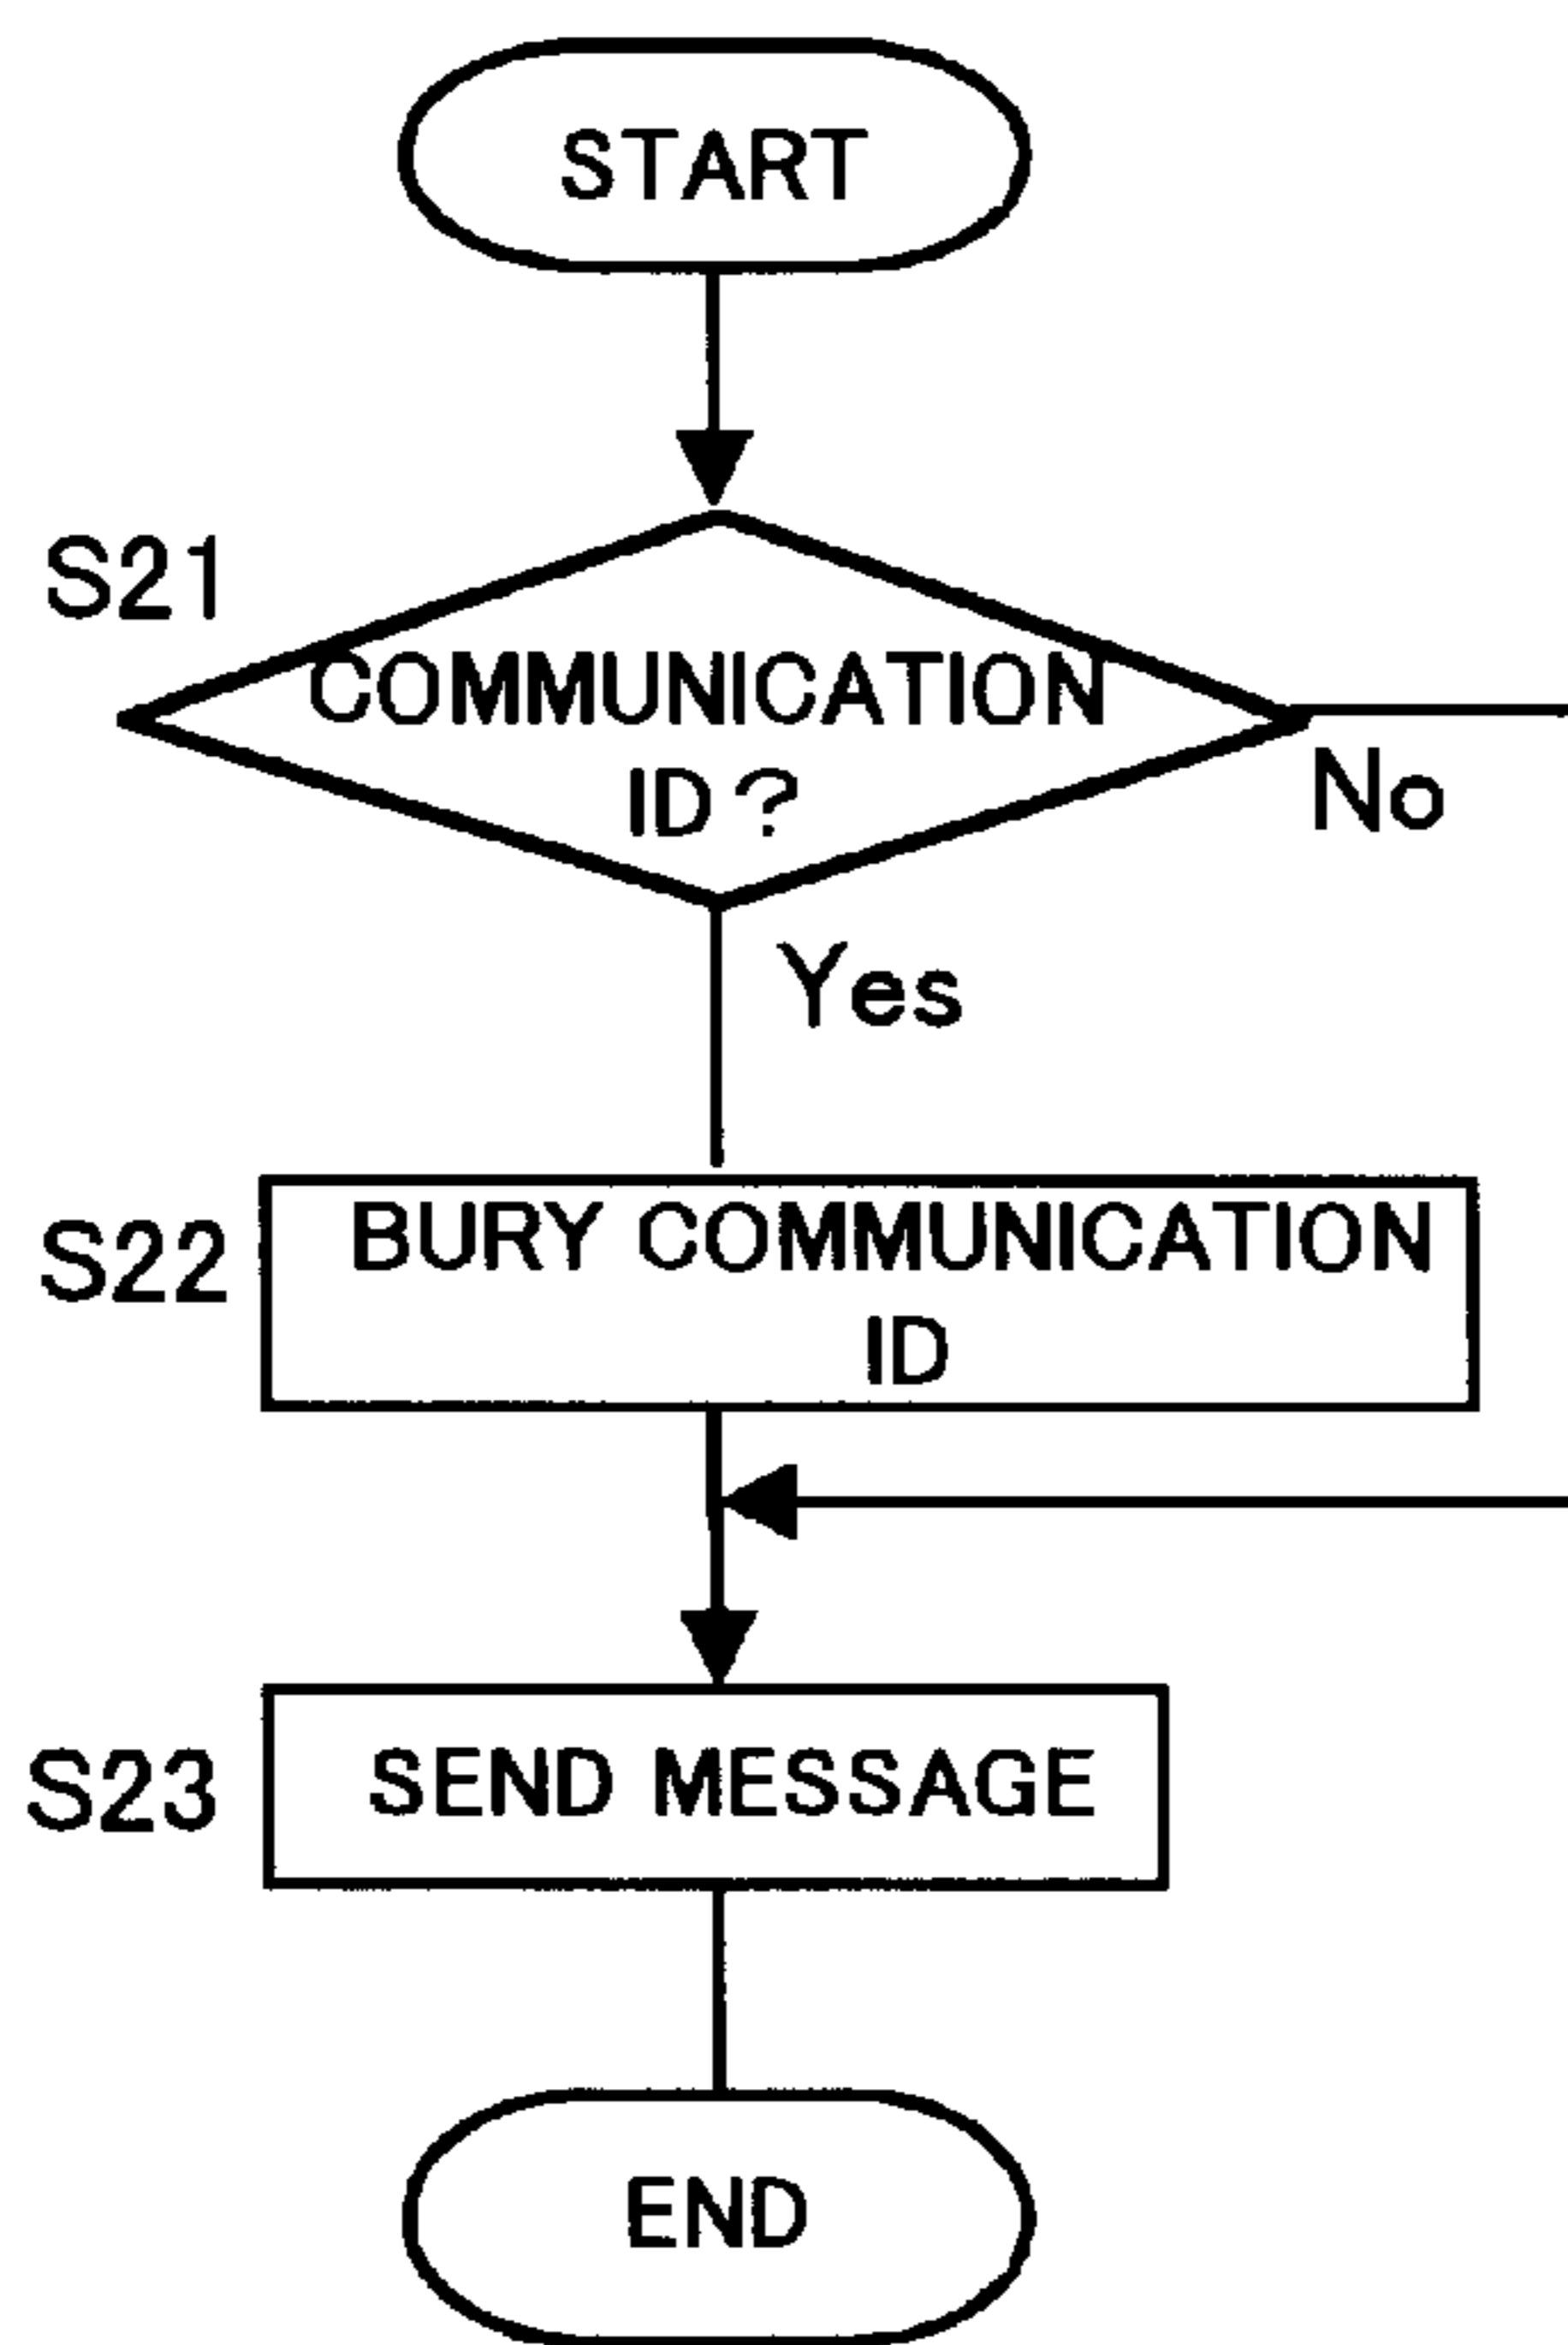 START
S21
COMMUNICATION
ID?
No
Yes
S22
BURY COMMUNICATION
ID
S23
SEND MESSAGE
END